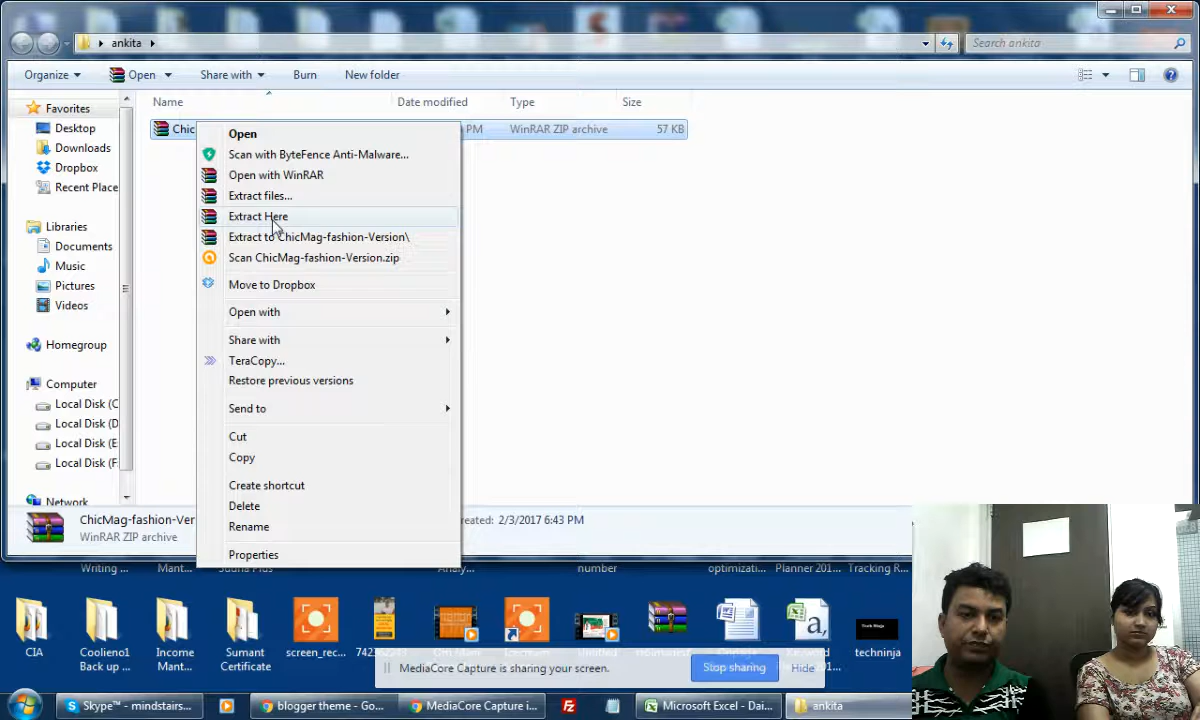 ankita
Search ankita
Organize
Open
Share with
Burn
New folder
Name
Date modified
Type
Size
Chic
PM
WinRAR ZIP archive
57 KB
Favorites
Desktop
Downloads
Dropbox
Recent Place
Libraries
Documents
Music
Pictures
Videos
Homegroup
Computer
Local Disk (C
Local Disk (D
Local Disk (E
Local Disk (F
Network
Open
Scan with ByteFence Anti-Malware...
Open with WinRAR
Extract files...
Extract Here
Extract to ChicMag-fashion-Version\
Scan ChicMag-fashion-Version.zip
Move to Dropbox
Open with
Share with
TeraCopy...
Restore previous versions
Send to
Cut
Copy
Create shortcut
Delete
Rename
Properties
ChicMag-fashion-Ver
WinRAR ZIP archive
reated: 2/3/2017 6:43 PM
Writing ...
Mant...
Analy...
number
optimizati...
Planner 201...
Tracking R...
CIA
Coolieno1
Back up ...
Income
Mant...
Sumant
Certificate
screen_rec...
techninja
MediaCore Capture is sharing your screen.
Stop sharing
Hide
Skype™ - mindstairs...
blogger theme - Go...
MediaCore Capture i...
Microsoft Excel - Dai...
ankita